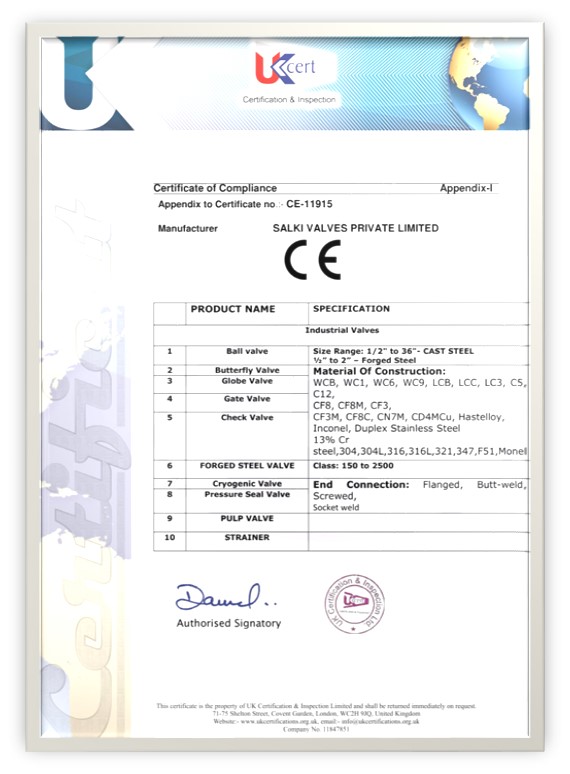 UK cert
Certification & Inspection
Certificate of Compliance Appendix-I
Appendix to Certificate no.:- CE-11915
Manufacturer SALKI VALVES PRIVATE LIMITED
CE
PRODUCT NAME SPECIFICATION
Industrial Valves
1 Ball valve Size Range: 1/2" to 36"- CAST STEEL
½" to 2" – Forged Steel
2 Butterfly Valve Material Of Construction:
3 Globe Valve WCB, WC1, WC6, WC9, LCB, LCC, LC3, C5,
C12,
4 Gate Valve CF8, CF8M, CF3,
5 Check Valve CF3M, CF8C, CN7M, CD4MCu, Hastelloy,
Inconel, Duplex Stainless Steel
13% Cr
steel,304,304L,316,316L,321,347,F51,Monel
6 FORGED STEEL VALVE Class: 150 to 2500
7 Cryogenic Valve End Connection: Flanged, Butt-weld,
8 Pressure Seal Valve Screwed,
Socket weld
9 PULP VALVE
10 STRAINER
Authorised Signatory
UK Certification & Inspection Ltd
This certificate is the property of UK Certification & Inspection Limited and shall be returned immediately on request.
71-75 Shelton Street, Covent Garden, London, WC2H 9JQ, United Kingdom
Website:- www.ukcertifications.org.uk, email:- info@ukcertifications.org.uk
Company No. 11847851